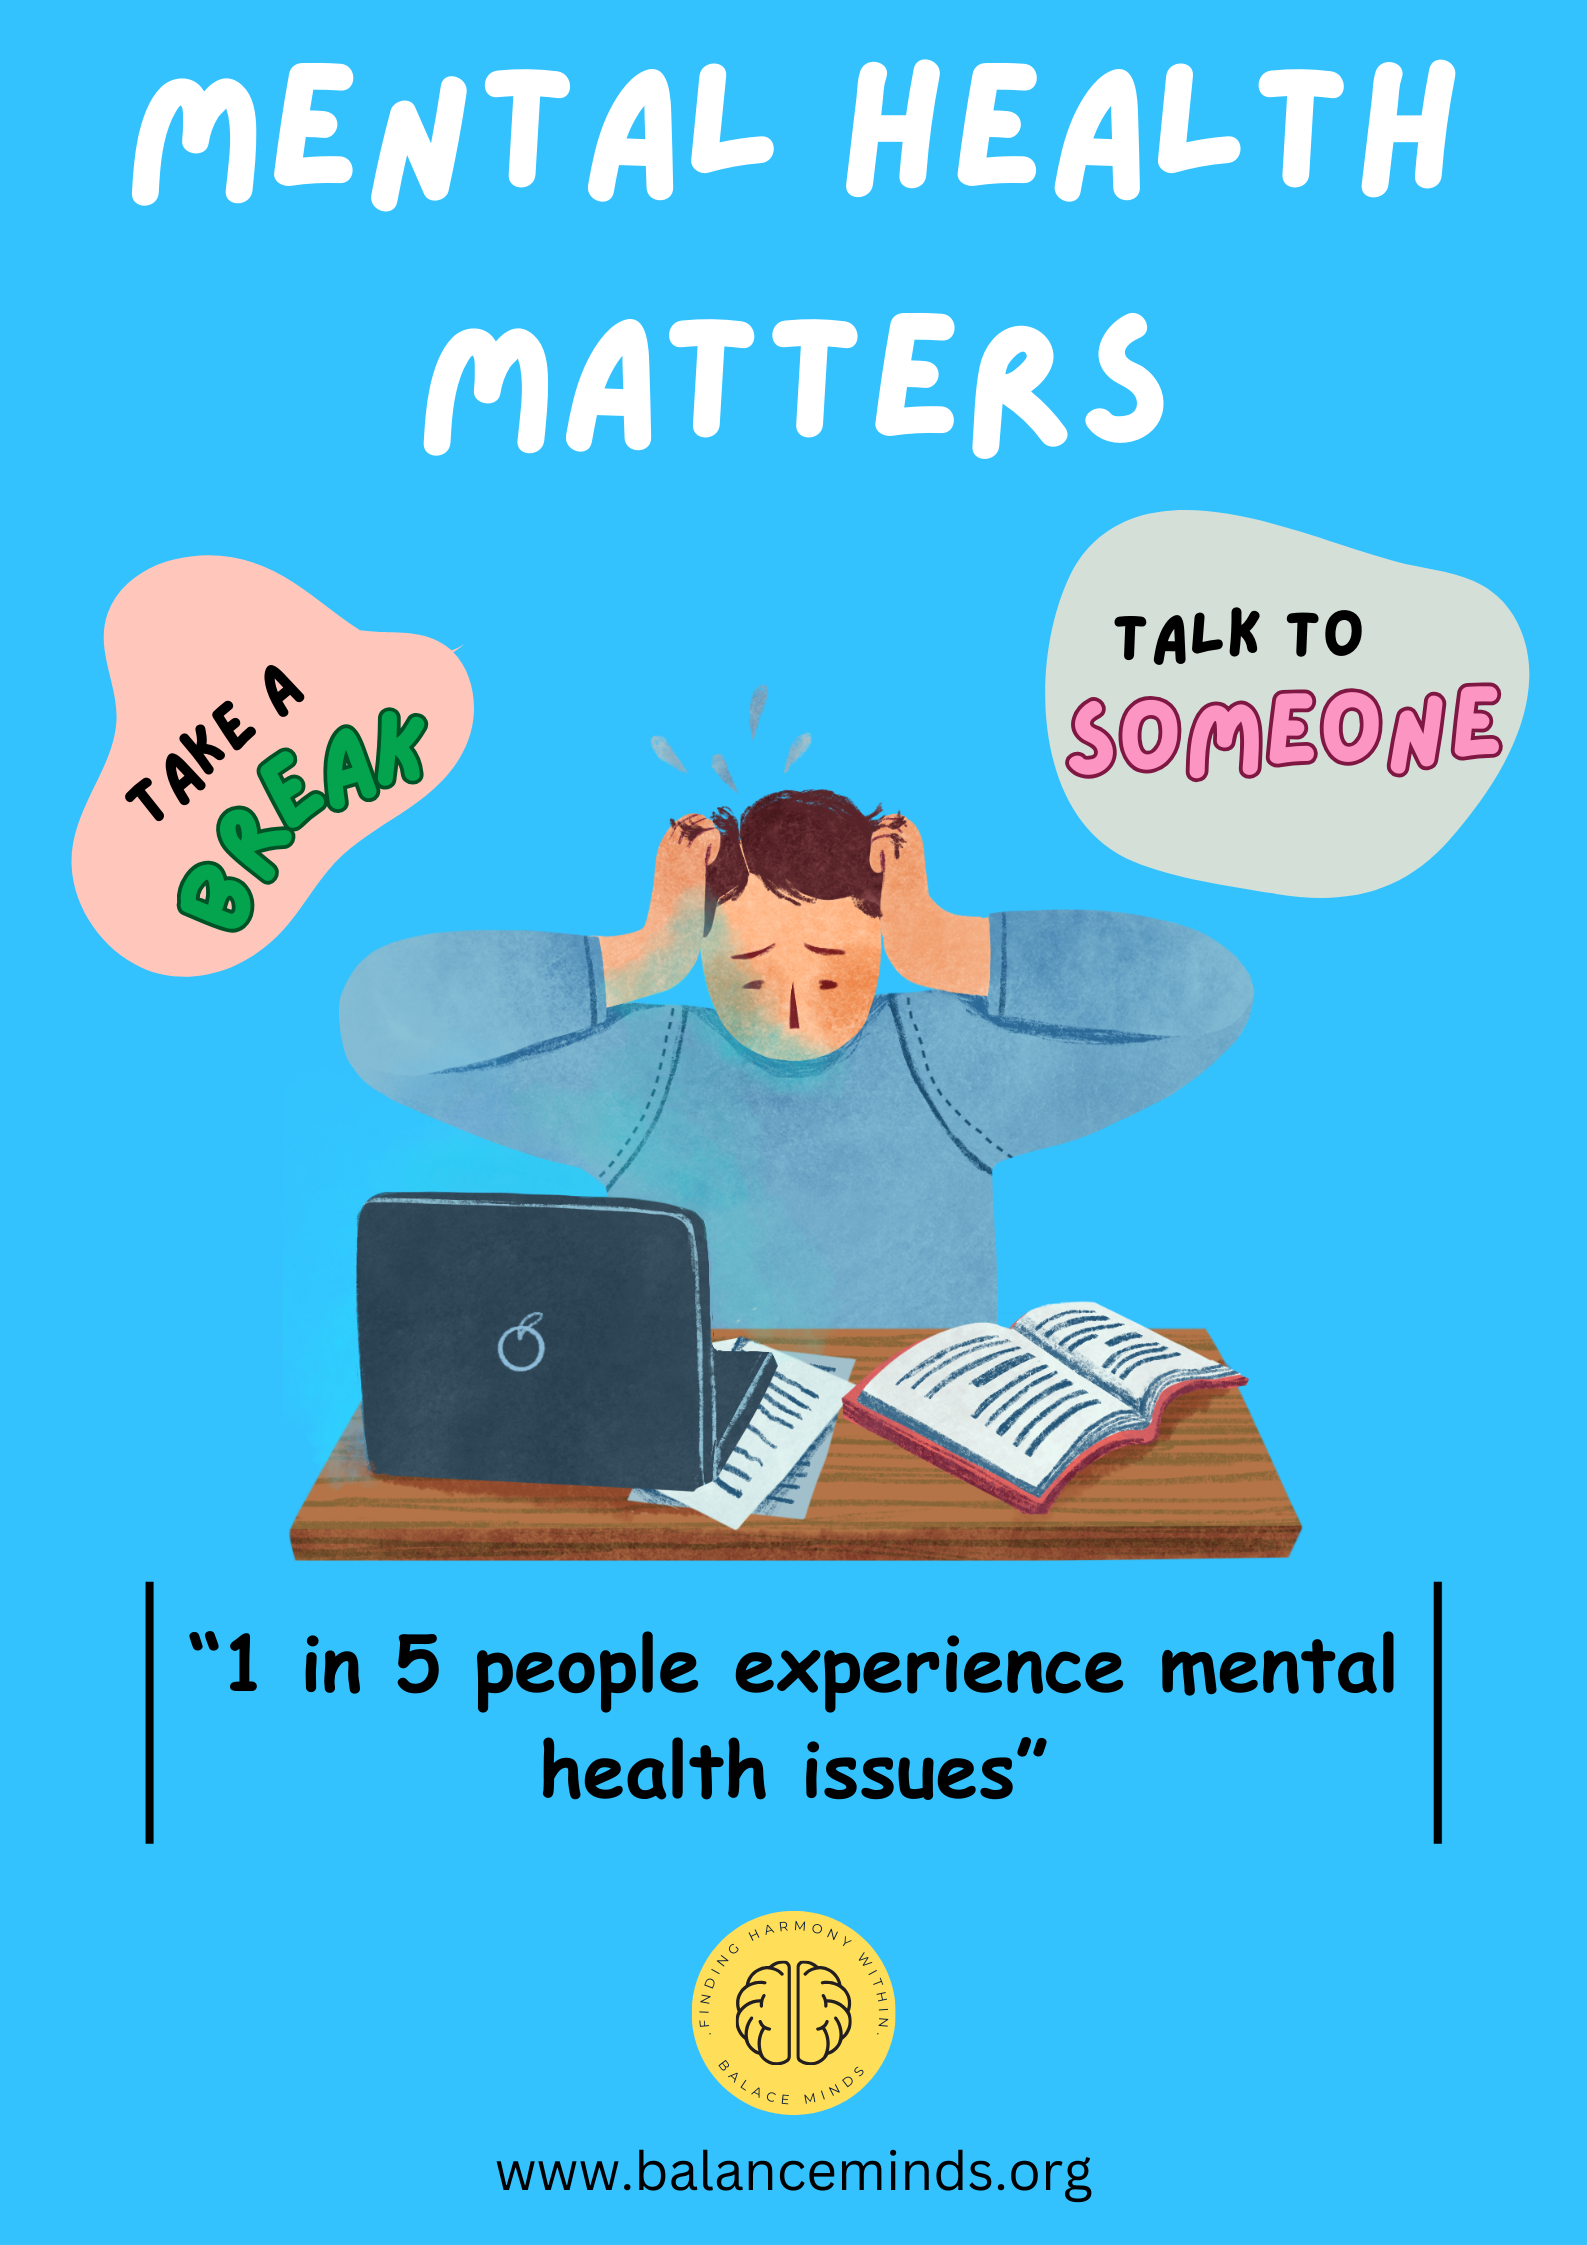 MENTAL HEALTH
MATTERS
TAKE A
BREAK
TALK TO
SOMEONE
“1 in 5 people experience mental
health issues”
.FINDING HARMONY WITHIN.
BALACE MINDS
www.balanceminds.org